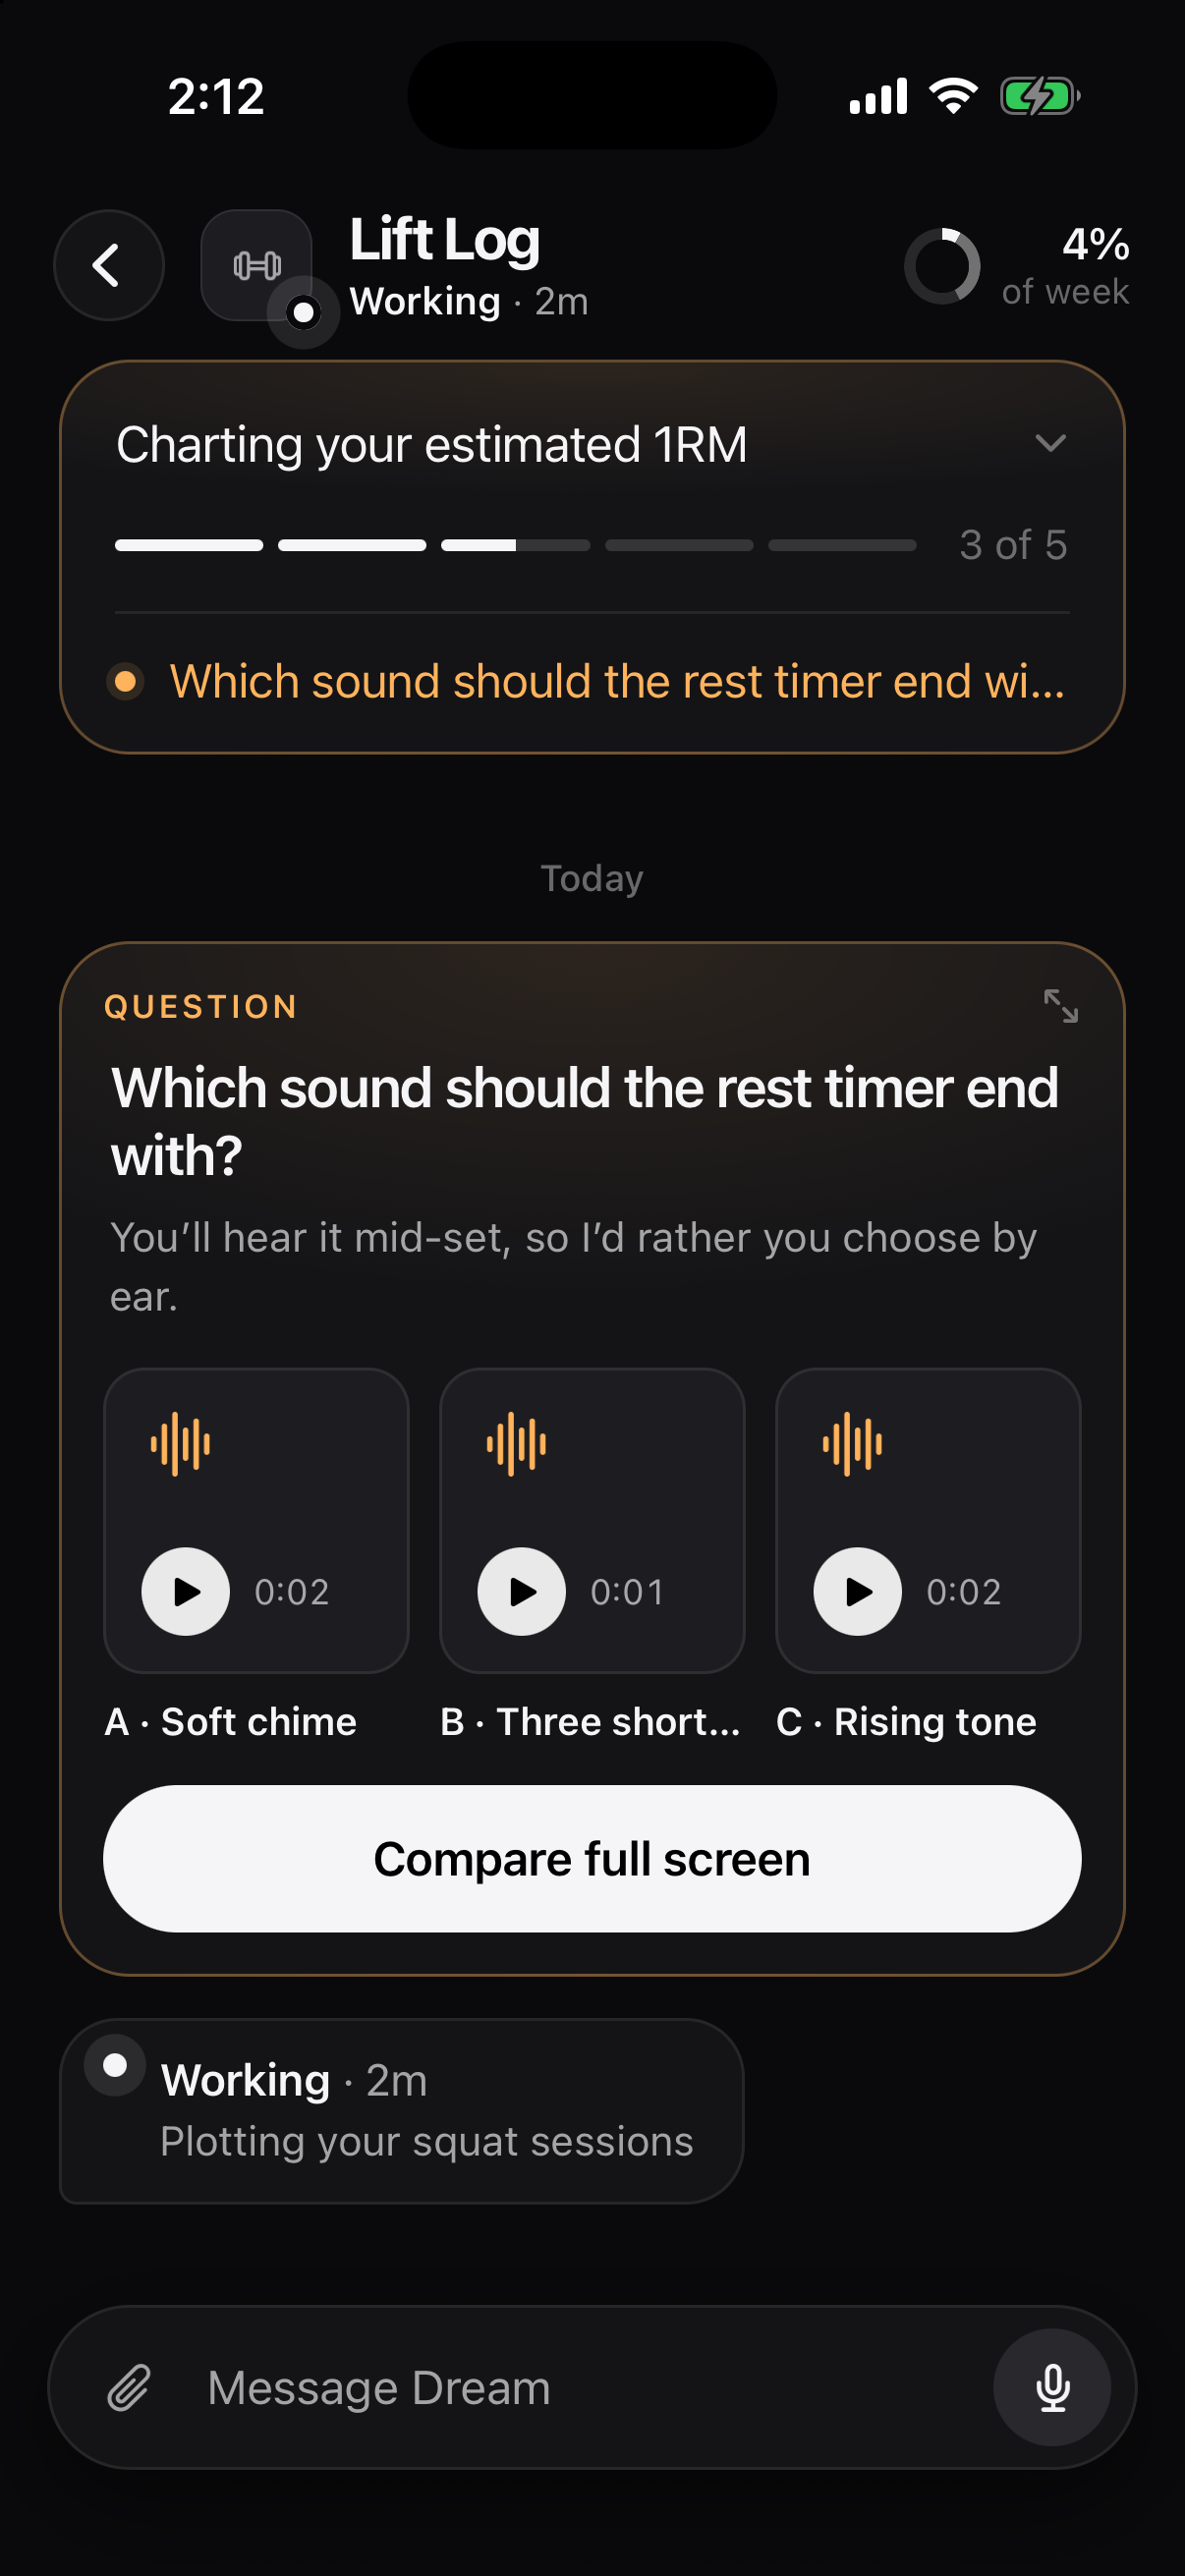 2:12
Lift Log
Working · 2m
4%
of week
Charting your estimated 1RM
3 of 5
Which sound should the rest timer end wi...
Today
QUESTION
Which sound should the rest timer end
with?
You’ll hear it mid-set, so I’d rather you choose by
ear.
0:02
0:01
0:02
A · Soft chime
B · Three short...
C · Rising tone
Compare full screen
Working · 2m
Plotting your squat sessions
Message Dream